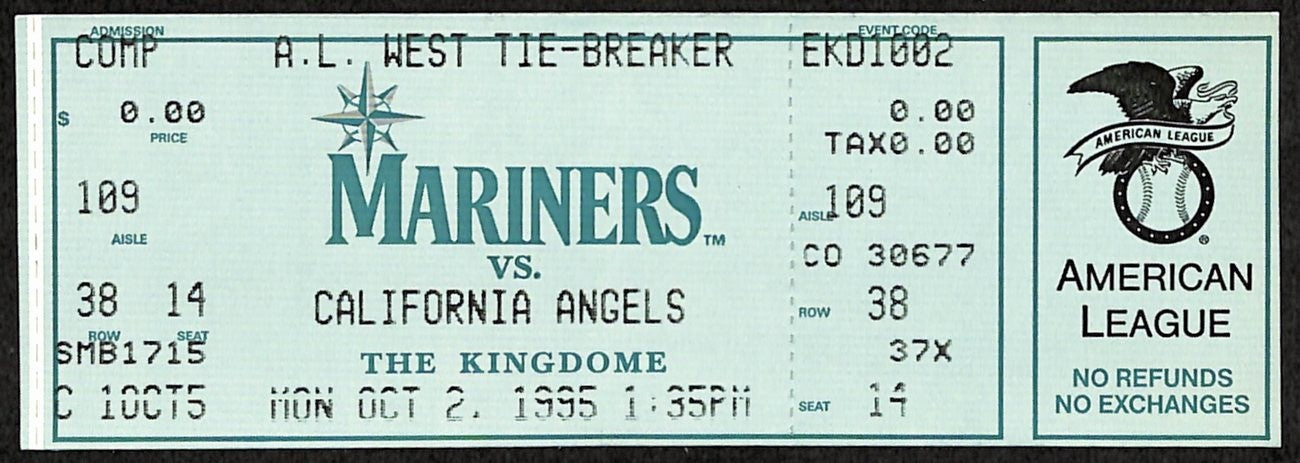 ADMISSION
COMP
$ 0.00
PRICE
109
AISLE
38 14
ROW SEAT
SMB1715
C 1OCT5
A.L. WEST TIE-BREAKER
MARINERS™
VS.
CALIFORNIA ANGELS
THE KINGDOME
MON OCT 2, 1995 1:35PM
EVENT CODE
EKD1002
0.00
TAX0.00
AISLE 109
CO 30677
ROW 38
37X
SEAT 14
AMERICAN LEAGUE
®
AMERICAN
LEAGUE
NO REFUNDS
NO EXCHANGES